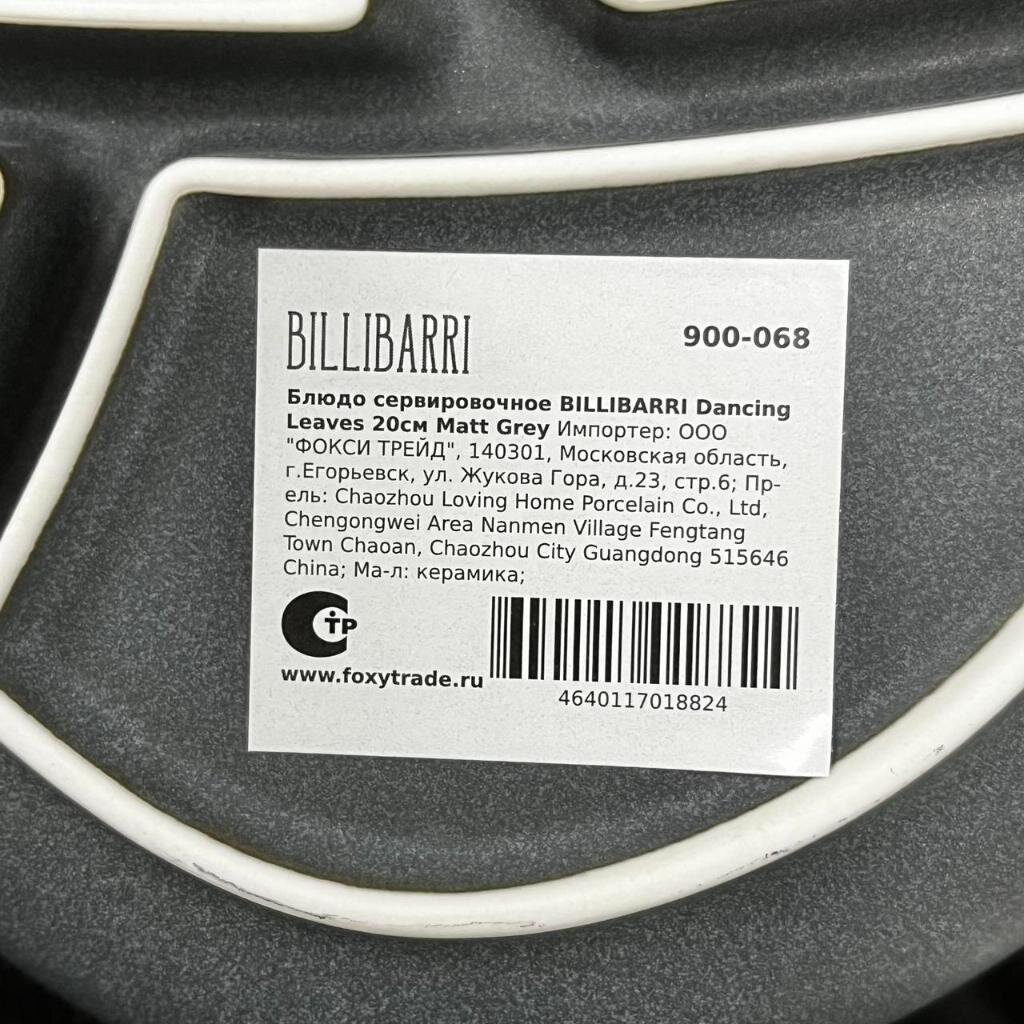 BILLIBARRI
900-068
Блюдо сервировочное BILLIBARRI Dancing
Leaves 20см Matt Grey Импортер: ООО
"ФОКСИ ТРЕЙД", 140301, Московская область,
г.Егорьевск, ул. Жукова Гора, д.23, стр.6; Пр-
ель: Chaozhou Loving Home Porcelain Co., Ltd,
Chengongwei Area Nanmen Village Fengtang
Town Chaoan, Chaozhou City Guangdong 515646
China; Ма-л: керамика;
СТР
www.foxytrade.ru
4640117018824